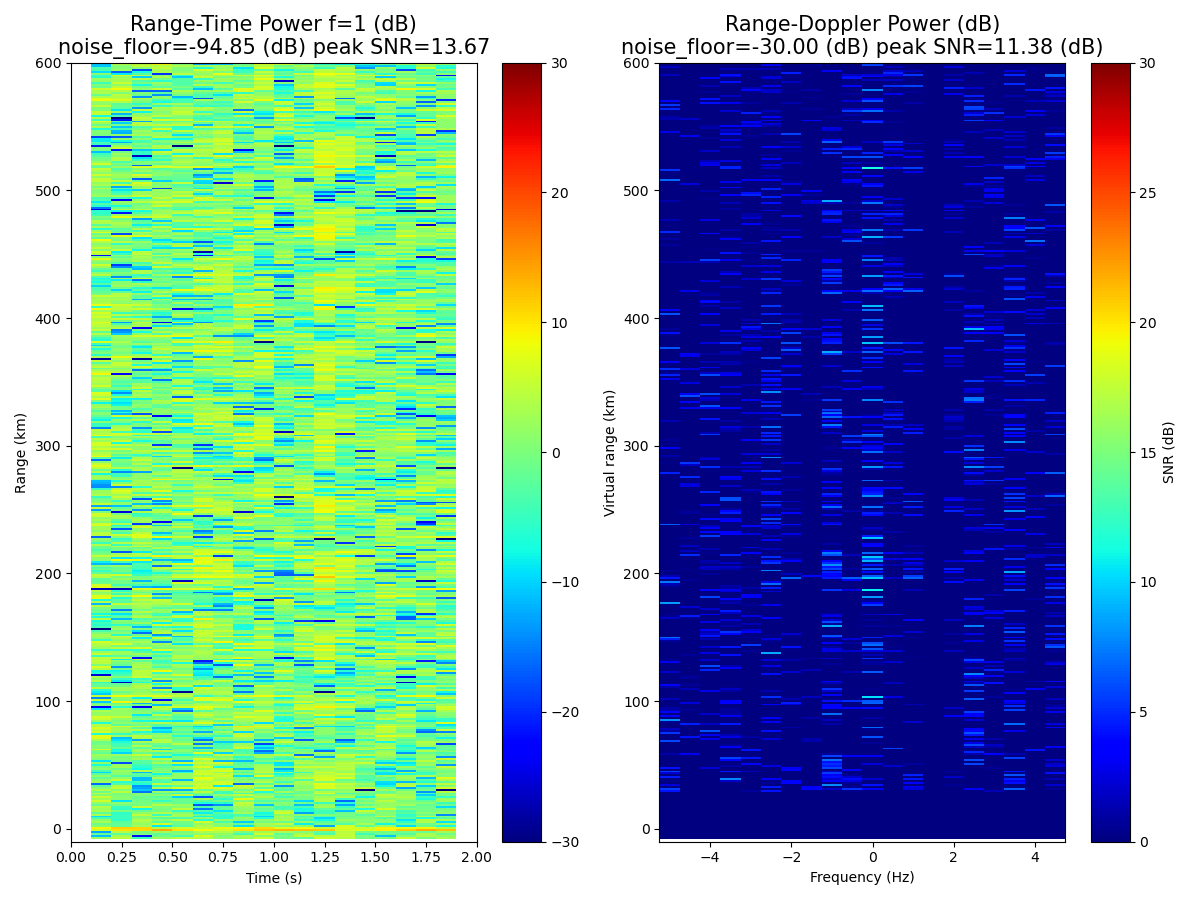 Range-Time Power f=1 (dB)
noise_floor=-94.85 (dB) peak SNR=13.67
Range (km)
600
500
400
300
200
100
0
0.00 0.25 0.50 0.75 1.00 1.25 1.50 1.75 2.00
Time (s)
30
20
10
0
−10
−20
−30
Range-Doppler Power (dB)
noise_floor=-30.00 (dB) peak SNR=11.38 (dB)
Virtual range (km)
600
500
400
300
200
100
0
−4 −2 0 2 4
Frequency (Hz)
30
25
20
15
10
5
0
SNR (dB)